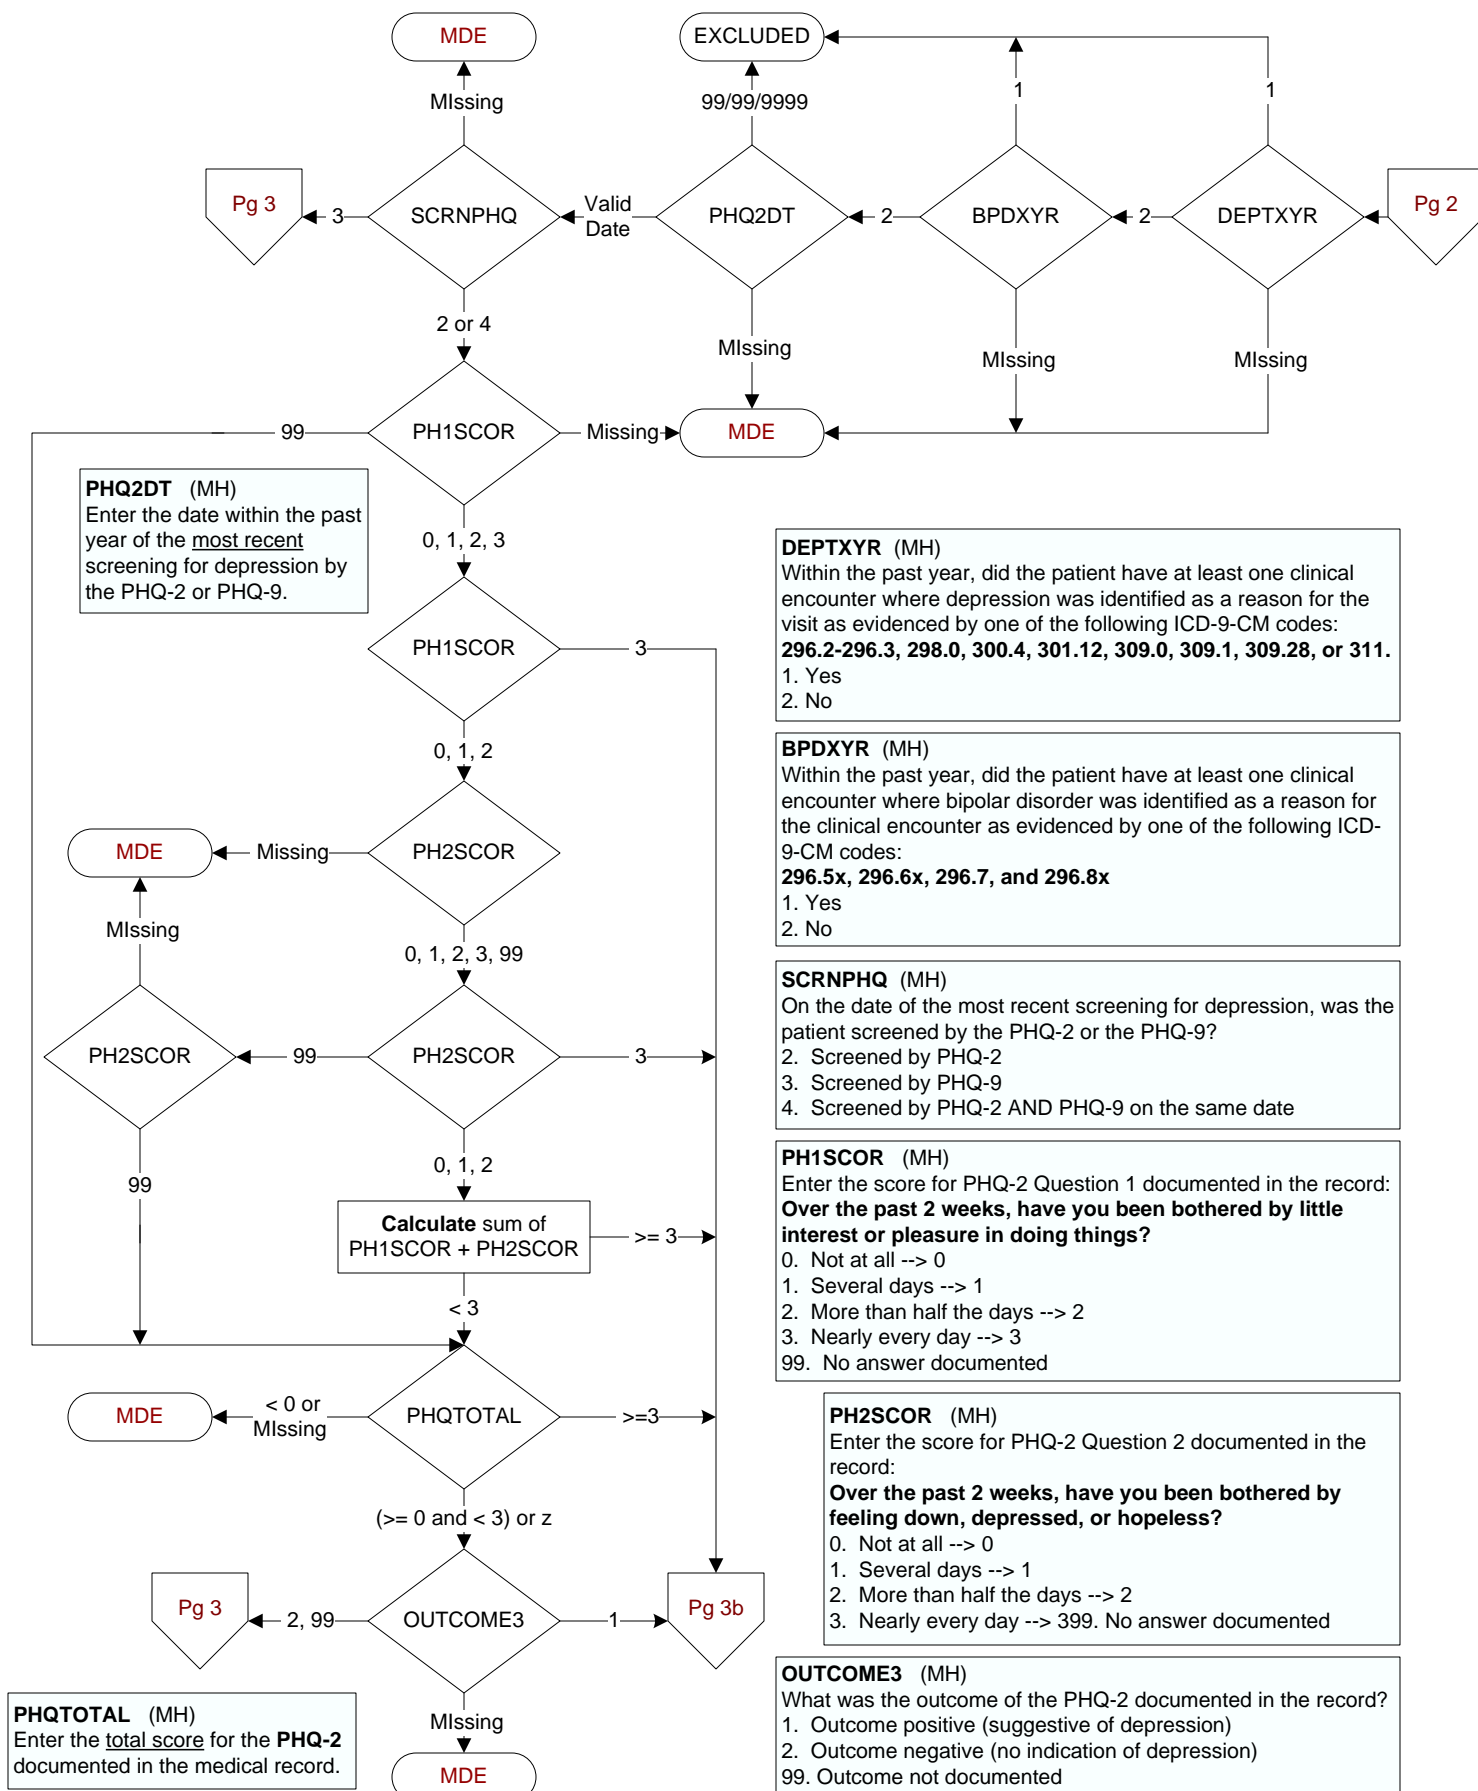 MDE
EXCLUDED
MIssing
99/99/9999
1
1
Pg 3
3
SCRNPHQ
Valid
Date
PHQ2DT
2
BPDXYR
2
DEPTXYR
Pg 2
2 or 4
MIssing
MIssing
MIssing
99
PH1SCOR
Missing
MDE
PHQ2DT (MH)
Enter the date within the past
year of the most recent
screening for depression by
the PHQ-2 or PHQ-9.
0, 1, 2, 3
DEPTXYR (MH)
Within the past year, did the patient have at least one clinical
encounter where depression was identified as a reason for the
visit as evidenced by one of the following ICD-9-CM codes:
296.2-296.3, 298.0, 300.4, 301.12, 309.0, 309.1, 309.28, or 311.
1. Yes
2. No
PH1SCOR
3
0, 1, 2
BPDXYR (MH)
Within the past year, did the patient have at least one clinical
encounter where bipolar disorder was identified as a reason for
the clinical encounter as evidenced by one of the following ICD-
9-CM codes:
296.5x, 296.6x, 296.7, and 296.8x
1. Yes
2. No
MDE
Missing
PH2SCOR
MIssing
0, 1, 2, 3, 99
SCRNPHQ (MH)
On the date of the most recent screening for depression, was the
patient screened by the PHQ-2 or the PHQ-9?
2. Screened by PHQ-2
3. Screened by PHQ-9
4. Screened by PHQ-2 AND PHQ-9 on the same date
PH2SCOR
99
PH2SCOR
3
0, 1, 2
99
PH1SCOR (MH)
Enter the score for PHQ-2 Question 1 documented in the record:
Over the past 2 weeks, have you been bothered by little
interest or pleasure in doing things?
0. Not at all --> 0
1. Several days --> 1
2. More than half the days --> 2
3. Nearly every day --> 3
99. No answer documented
Calculate sum of
PH1SCOR + PH2SCOR
>= 3
< 3
MDE
< 0 or
MIssing
PHQTOTAL
>=3
PH2SCOR (MH)
Enter the score for PHQ-2 Question 2 documented in the
record:
Over the past 2 weeks, have you been bothered by
feeling down, depressed, or hopeless?
0. Not at all --> 0
1. Several days --> 1
2. More than half the days --> 2
3. Nearly every day --> 399. No answer documented
(>= 0 and < 3) or z
Pg 3
2, 99
OUTCOME3
1
Pg 3b
OUTCOME3 (MH)
What was the outcome of the PHQ-2 documented in the record?
1. Outcome positive (suggestive of depression)
2. Outcome negative (no indication of depression)
99. Outcome not documented
PHQTOTAL (MH)
Enter the total score for the PHQ-2
documented in the medical record.
MIssing
MDE